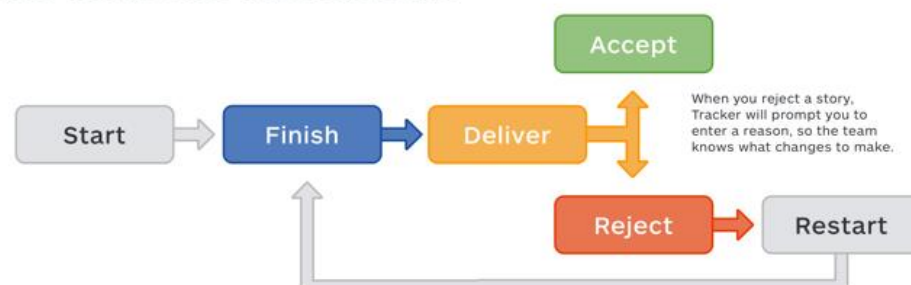 Accept
When you reject a story,
Tracker will prompt you to
enter a reason, so the team
knows what changes to make.
Start
Finish
Deliver
Reject
Restart